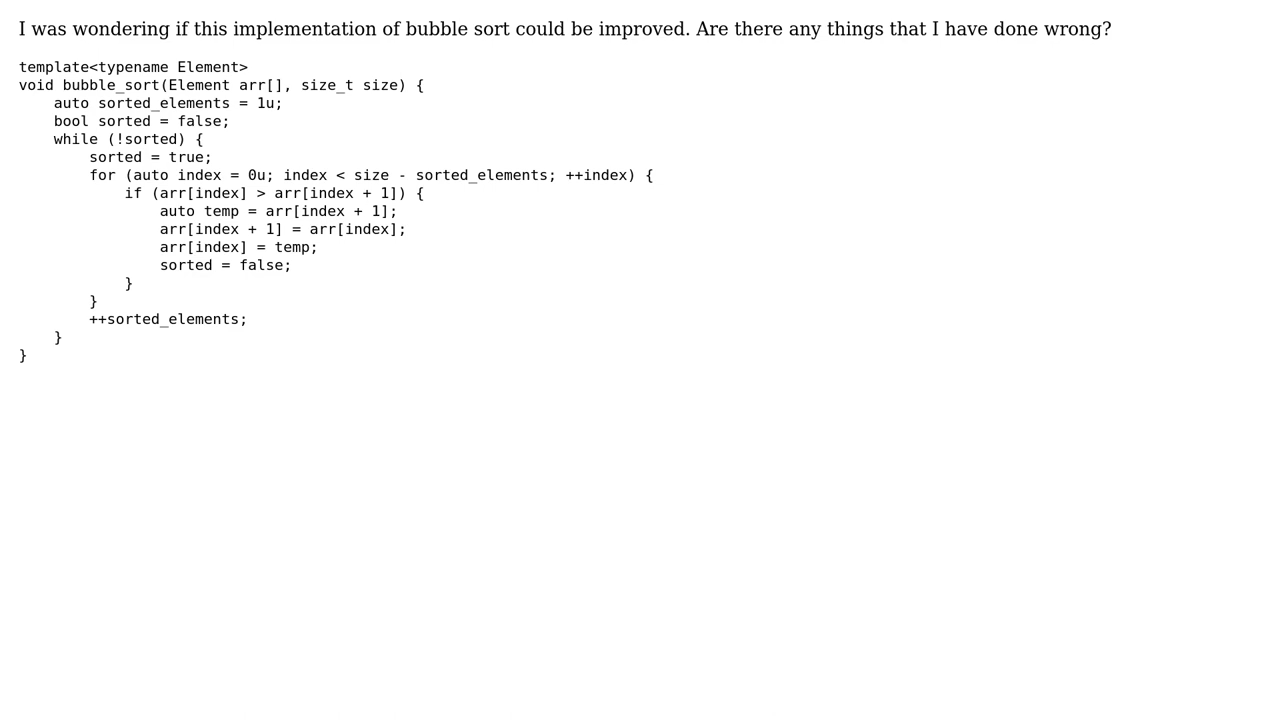 I was wondering if this implementation of bubble sort could be improved. Are there any things that I have done wrong?
template<typename Element>
void bubble_sort(Element arr[], size_t size) {
    auto sorted_elements = 1u;
    bool sorted = false;
    while (!sorted) {
        sorted = true;
        for (auto index = 0u; index < size - sorted_elements; ++index) {
            if (arr[index] > arr[index + 1]) {
                auto temp = arr[index + 1];
                arr[index + 1] = arr[index];
                arr[index] = temp;
                sorted = false;
            }
        }
        ++sorted_elements;
    }
}